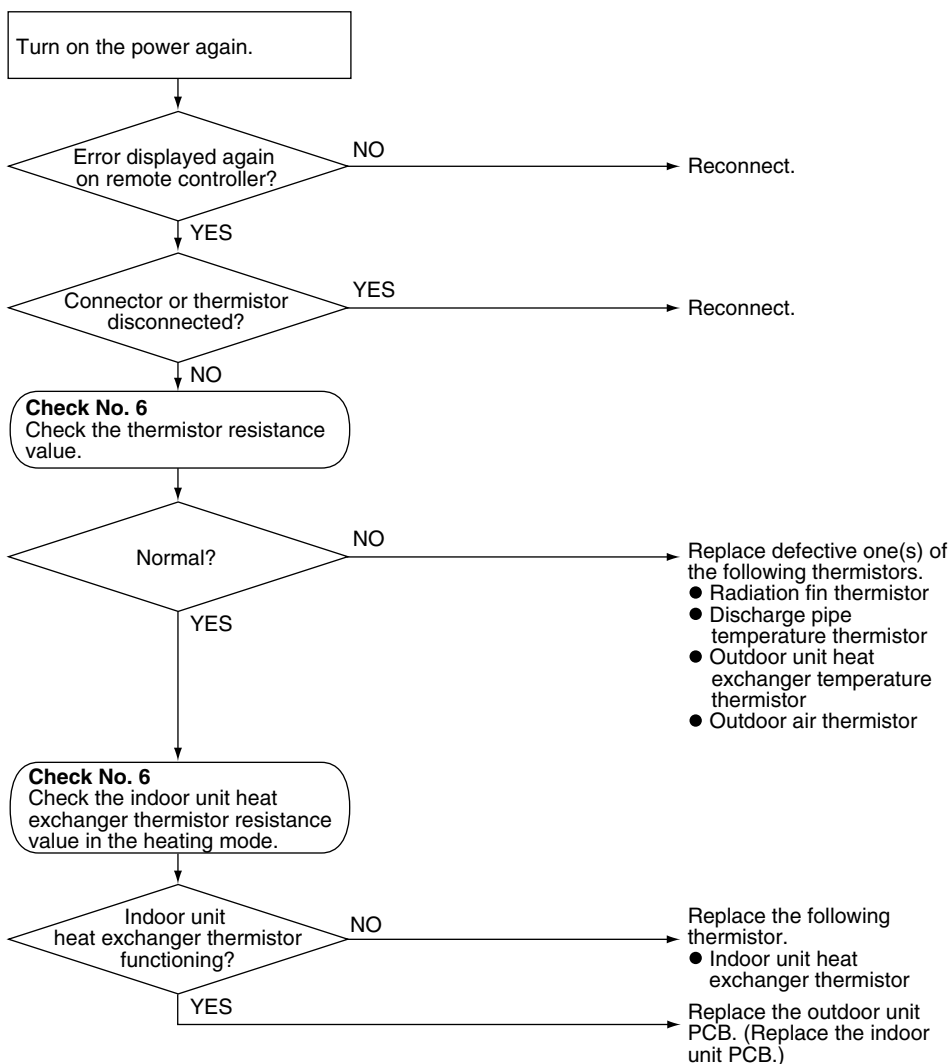 Turn on the power again.
Error displayed again
on remote controller?
NO
Reconnect.
YES
Connector or thermistor
disconnected?
YES
Reconnect.
NO
Check No. 6
Check the thermistor resistance
value.
Normal?
NO
Replace defective one(s) of
the following thermistors.
● Radiation fin thermistor
● Discharge pipe
temperature thermistor
● Outdoor unit heat
exchanger temperature
thermistor
● Outdoor air thermistor
YES
Check No. 6
Check the indoor unit heat
exchanger thermistor resistance
value in the heating mode.
Indoor unit
heat exchanger thermistor
functioning?
NO
Replace the following
thermistor.
● Indoor unit heat
exchanger thermistor
YES
Replace the outdoor unit
PCB. (Replace the indoor
unit PCB.)